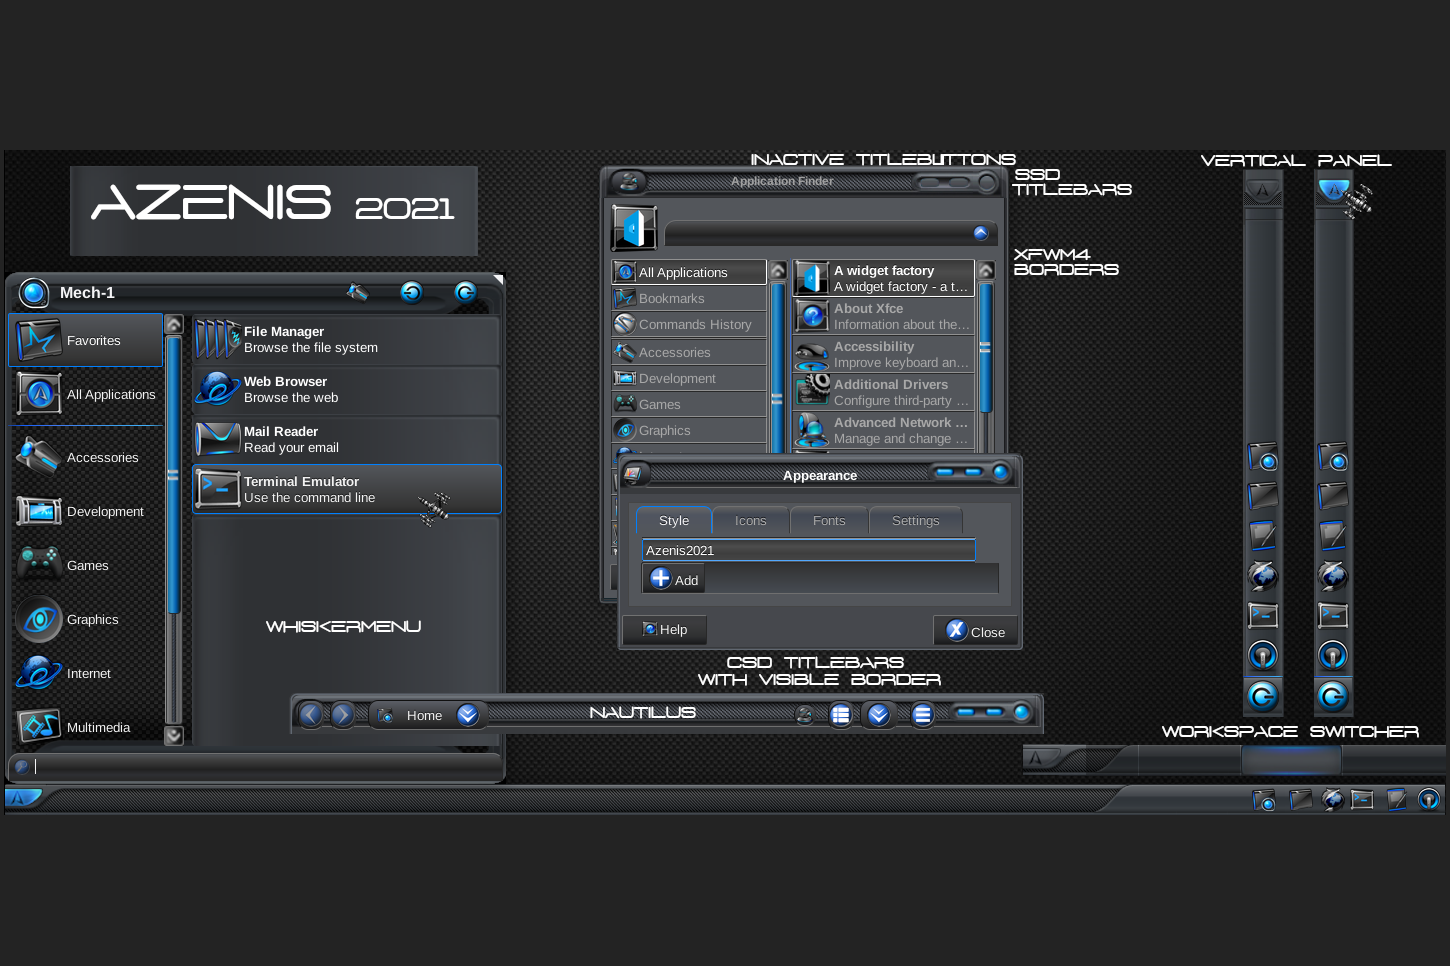 AZENIS 2021
Mech-1
Favorites
All Applications
Accessories
Development
Games
Graphics
Internet
Multimedia
File Manager
Browse the file system
Web Browser
Browse the web
Mail Reader
Read your email
Terminal Emulator
Use the command line
WHISKERMENU
INACTIVE TITLEBUTTONS
SSD
TITLEBARS
XFWM4
BORDERS
Application Finder
All Applications
Bookmarks
Commands History
Accessories
Development
Games
Graphics
A widget factory
A widget factory - a t...
About Xfce
Information about the...
Accessibility
Improve keyboard an...
Additional Drivers
Configure third-party ...
Advanced Network ...
Manage and change ...
Appearance
Style
Icons
Fonts
Settings
Azenis2021
Add
Help
Close
CSD TITLEBARS
WITH VISIBLE BORDER
Home
NAUTILUS
VERTICAL PANEL
WORKSPACE SWITCHER